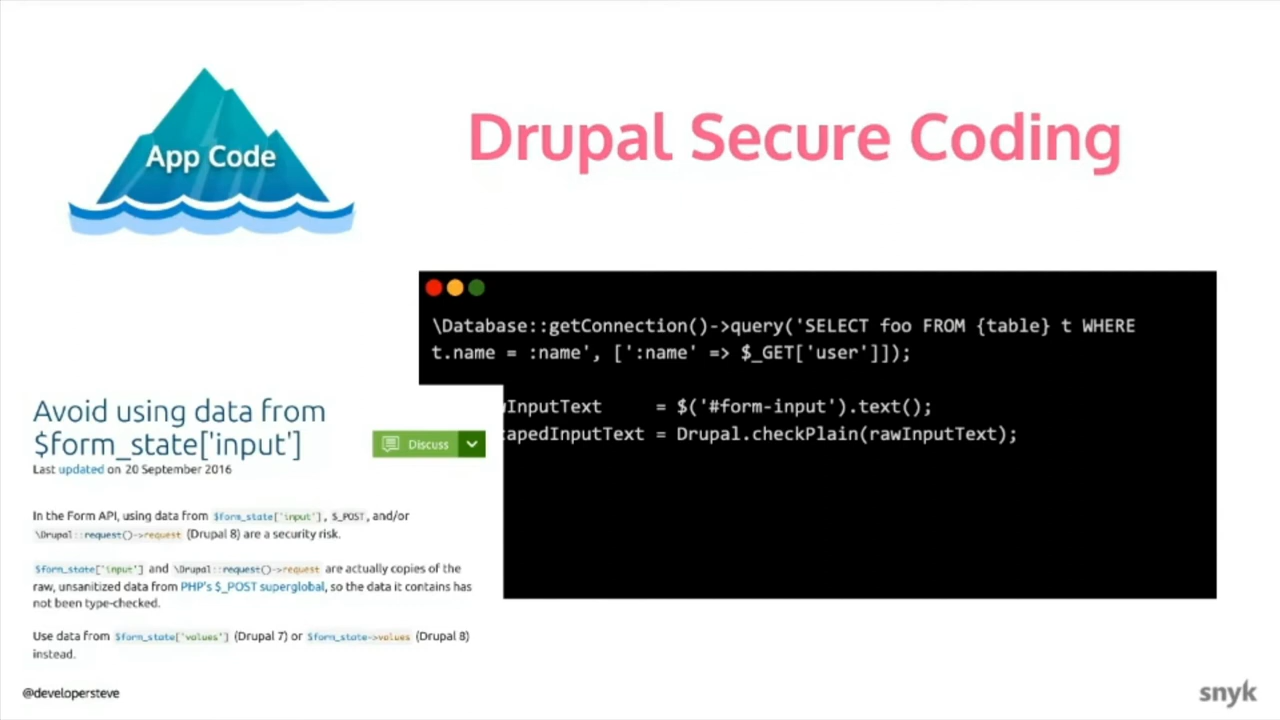 App Code
Drupal Secure Coding
\Database::getConnection()->query('SELECT foo FROM {table} t WHERE
t.name = :name', [':name' => $_GET['user']]);
wInputText = $('#form-input').text();
capedInputText = Drupal.checkPlain(rawInputText);
Avoid using data from
$form_state['input']
Discuss
Last updated on 20 September 2016
In the Form API, using data from $form_state['input'], $_POST, and/or
\Drupal::request()->request (Drupal 8) are a security risk.
$form_state['input'] and \Drupal::request()->request are actually copies of the
raw, unsanitized data from PHP's $_POST superglobal, so the data it contains has
not been type-checked.
Use data from $form_state['values'] (Drupal 7) or $form_state->values (Drupal 8)
instead.
@developersteve
snyk